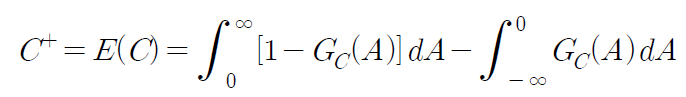 C⁺ = E(C) = ∫₀^∞ [1 − G_C(A)] dA − ∫_{−∞}^0 G_C(A) dA